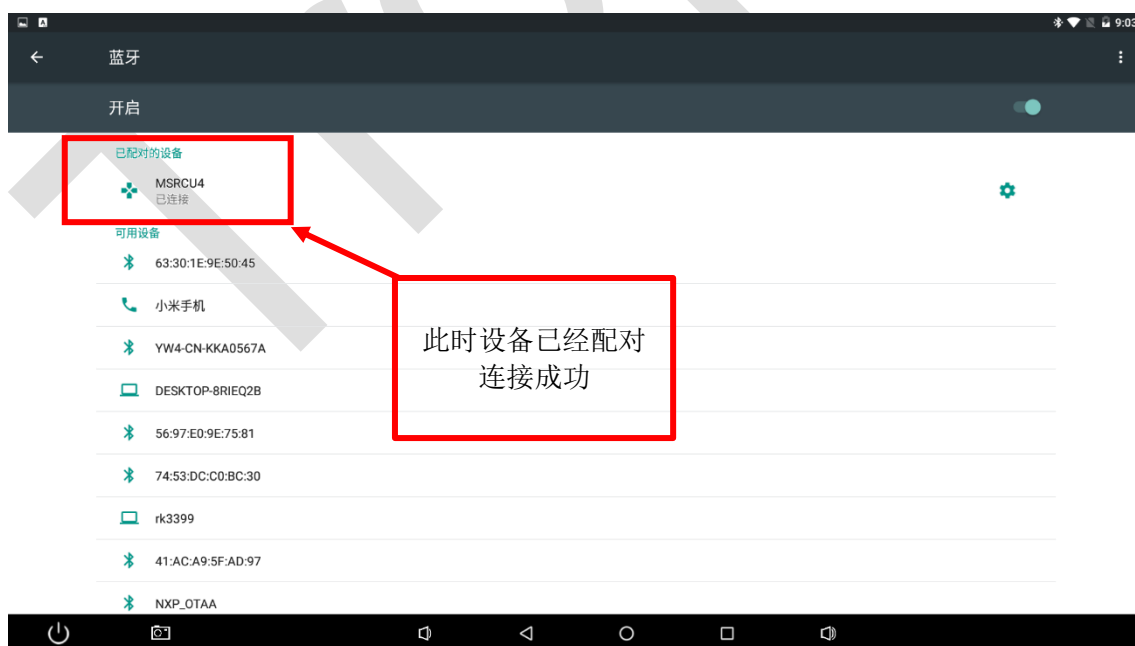 A
9:03
蓝牙
开启
已配对的设备
MSRCU4
已连接
可用设备
63:30:1E:9E:50:45
小米手机
YW4-CN-KKA0567A
DESKTOP-8RIEQ2B
56:97:E0:9E:75:81
74:53:DC:C0:BC:30
rk3399
41:AC:A9:5F:AD:97
NXP_OTAA
此时设备已经配对
连接成功